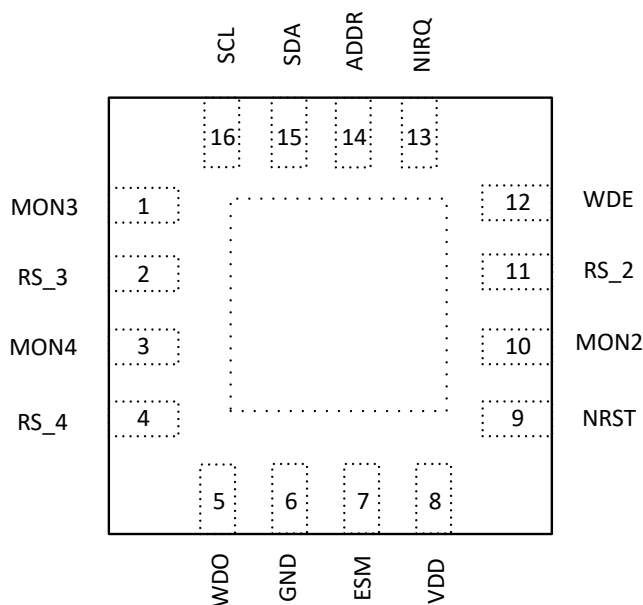 SCL
SDA
ADDR
NIRQ
16
15
14
13
MON3
1
12
WDE
RS_3
2
11
RS_2
MON4
3
10
MON2
RS_4
4
9
NRST
5
6
7
8
WDO
GND
ESM
VDD